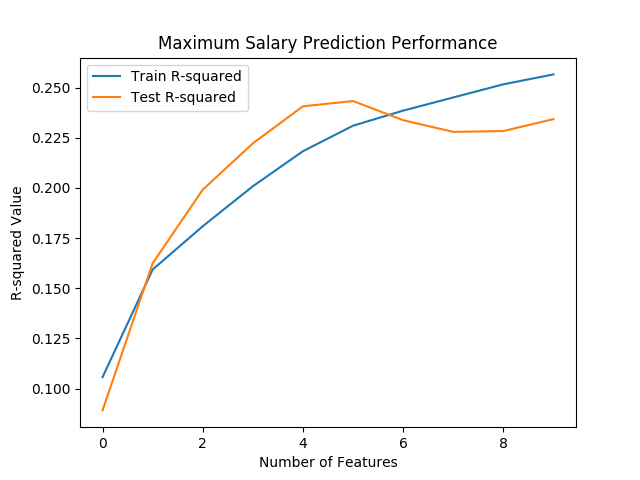 Maximum Salary Prediction Performance
Train R-squared
Test R-squared
0.250
0.225
0.200
0.175
0.150
0.125
0.100
R-squared Value
0 2 4 6 8
Number of Features